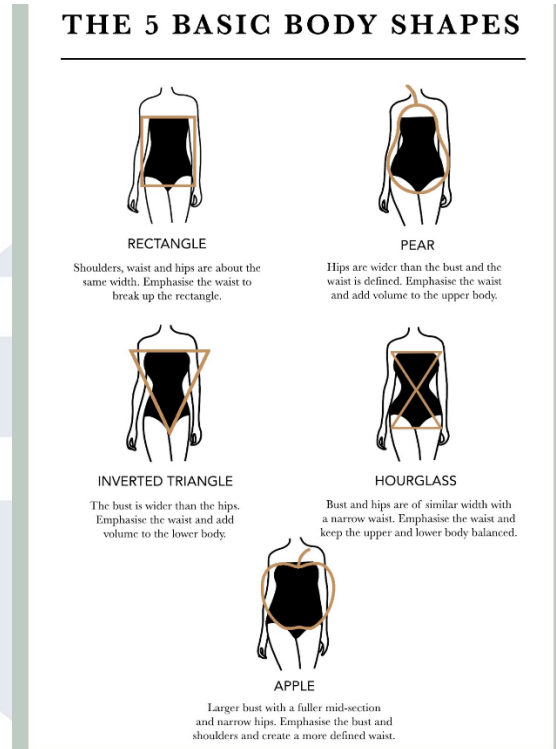 THE 5 BASIC BODY SHAPES
RECTANGLE
Shoulders, waist and hips are about the
same width. Emphasise the waist to
break up the rectangle.
PEAR
Hips are wider than the bust and the
waist is defined. Emphasise the waist
and add volume to the upper body.
INVERTED TRIANGLE
The bust is wider than the hips.
Emphasise the waist and add
volume to the lower body.
HOURGLASS
Bust and hips are of similar width with
a narrow waist. Emphasise the waist and
keep the upper and lower body balanced.
APPLE
Larger bust with a fuller mid-section
and narrow hips. Emphasise the bust and
shoulders and create a more defined waist.